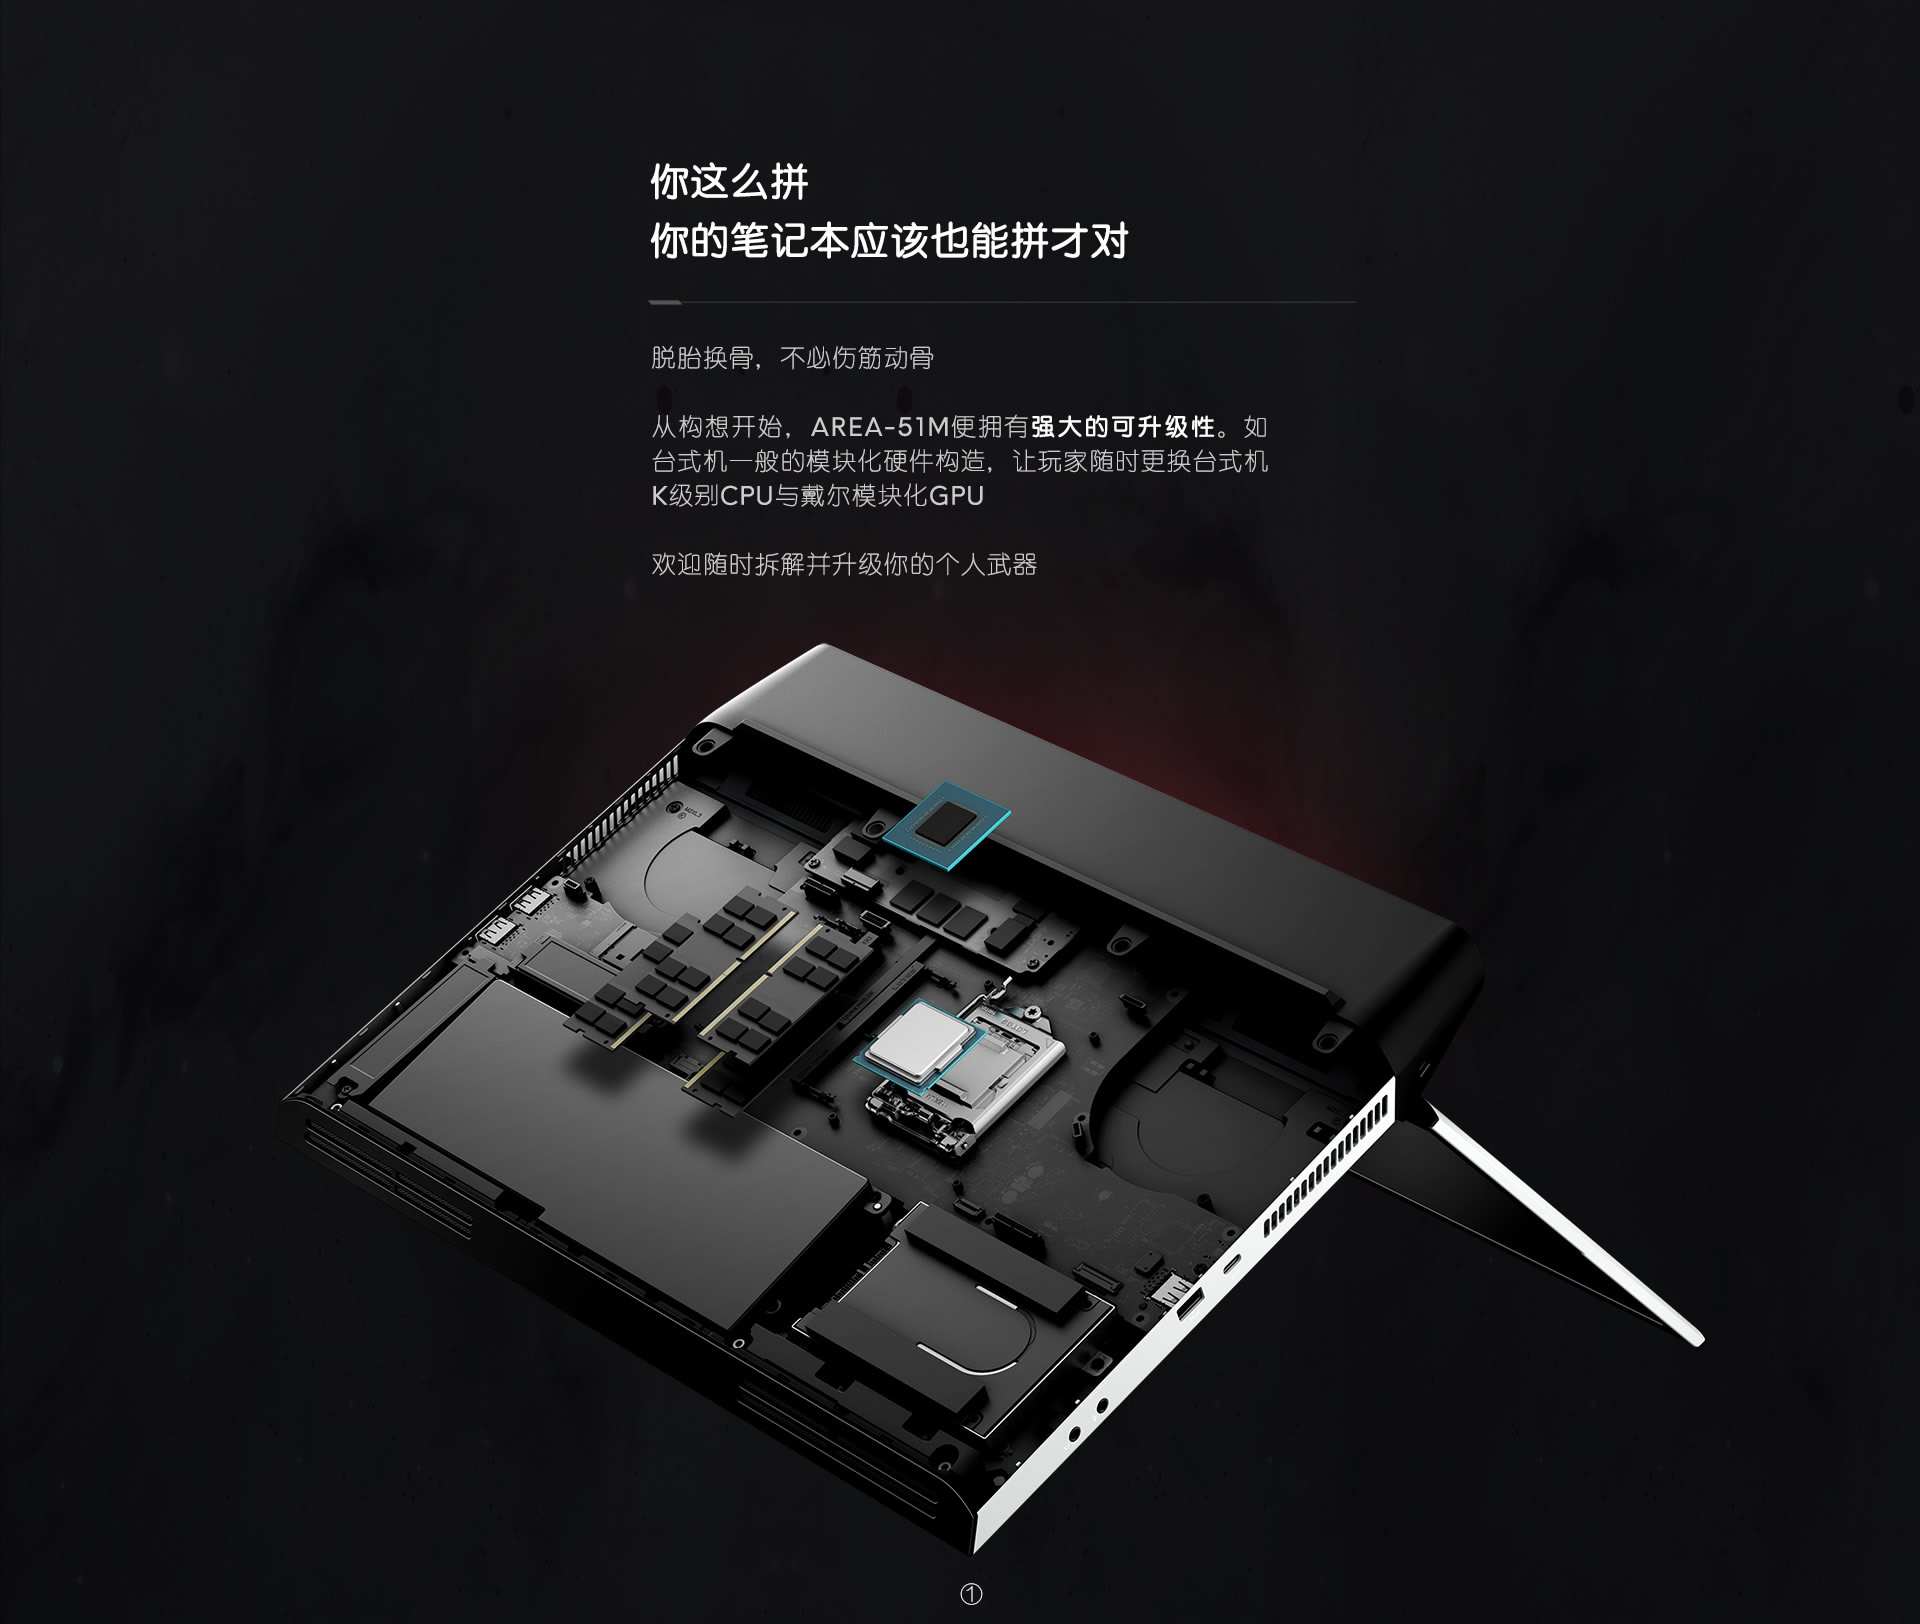 你这么拼
你的笔记本应该也能拼才对
脱胎换骨，不必伤筋动骨
从构想开始，AREA-51M便拥有强大的可升级性。如
台式机一般的模块化硬件构造，让玩家随时更换台式机
K级别CPU与戴尔模块化GPU
欢迎随时拆解并升级你的个人武器
①